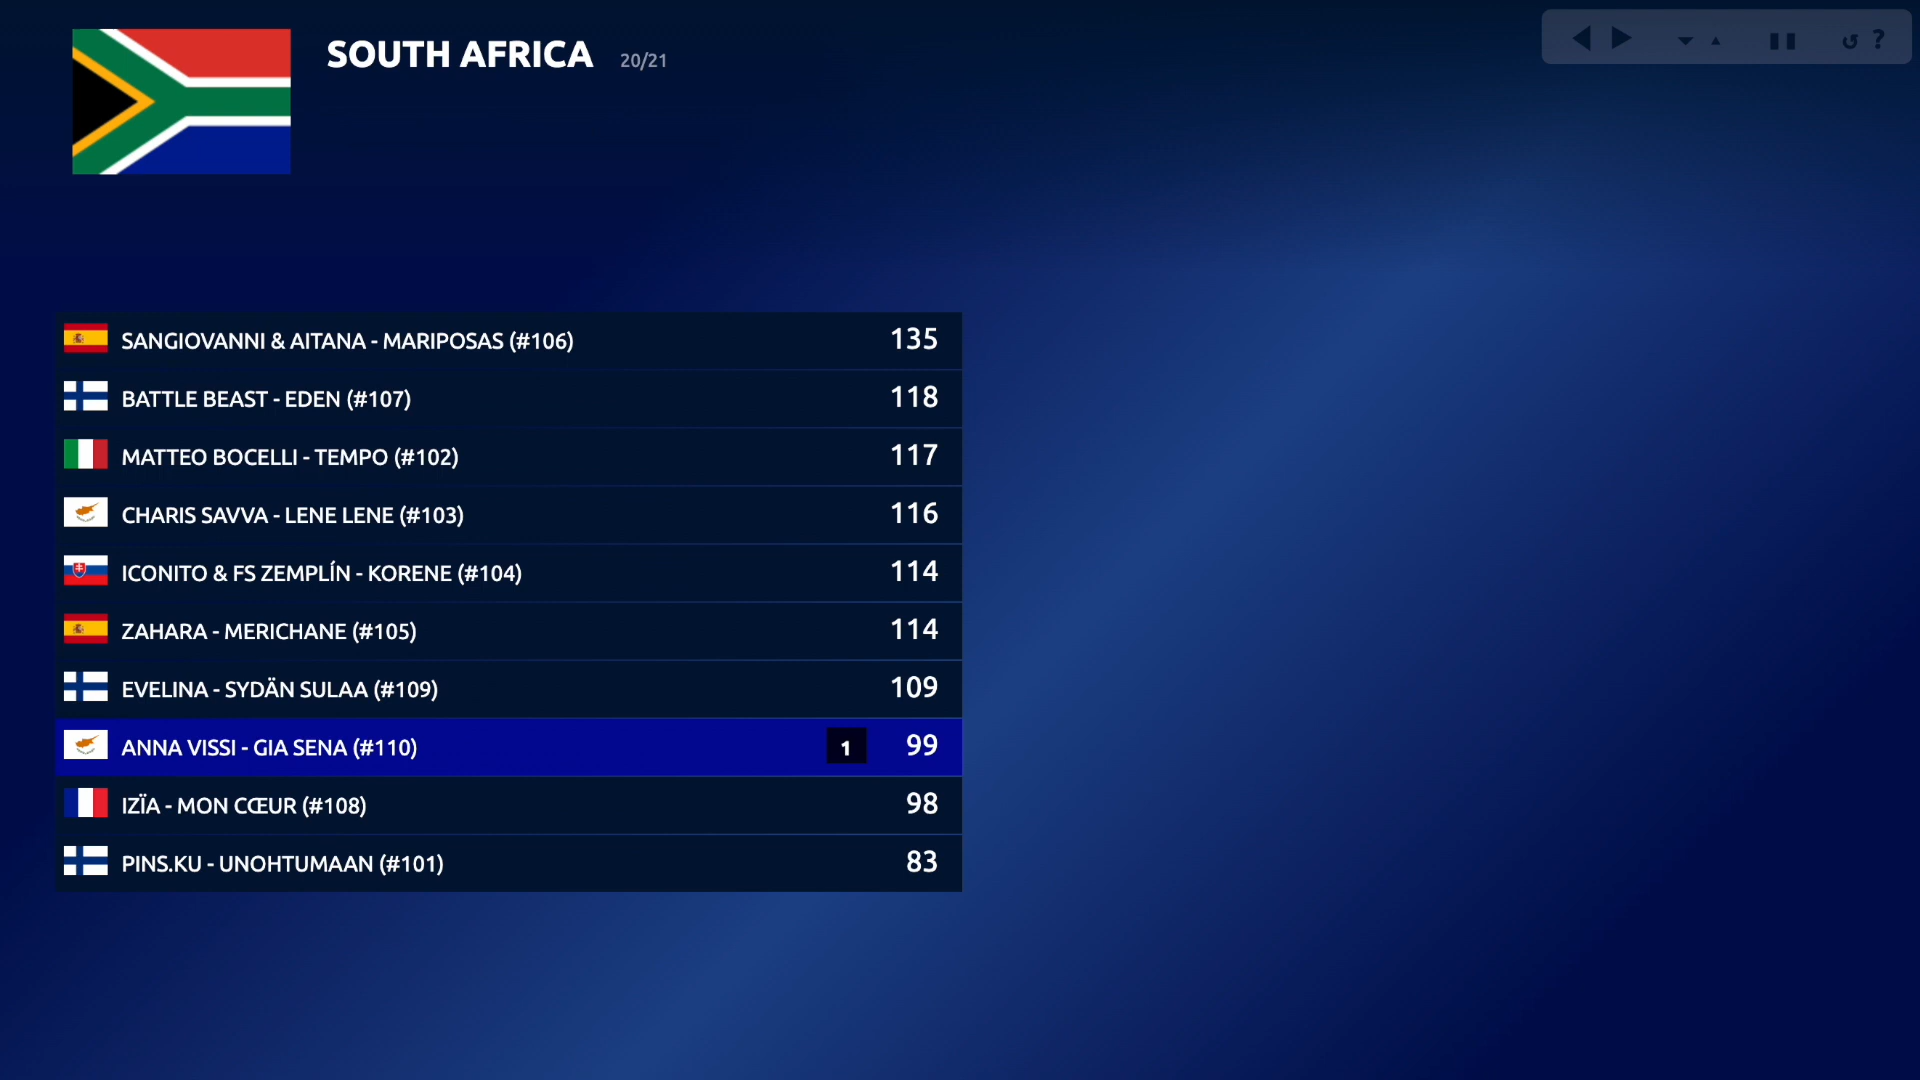 SOUTH AFRICA 20/21
?
SANGIOVANNI & AITANA - MARIPOSAS (#106) 135
BATTLE BEAST - EDEN (#107) 118
MATTEO BOCELLI - TEMPO (#102) 117
CHARIS SAVVA - LENE LENE (#103) 116
ICONITO & FS ZEMPLÍN - KORENE (#104) 114
ZAHARA - MERICHANE (#105) 114
EVELINA - SYDÄN SULAA (#109) 109
ANNA VISSI - GIA SENA (#110) 1 99
IZÏA - MON CŒUR (#108) 98
PINS.KU - UNOHTUMAAN (#101) 83